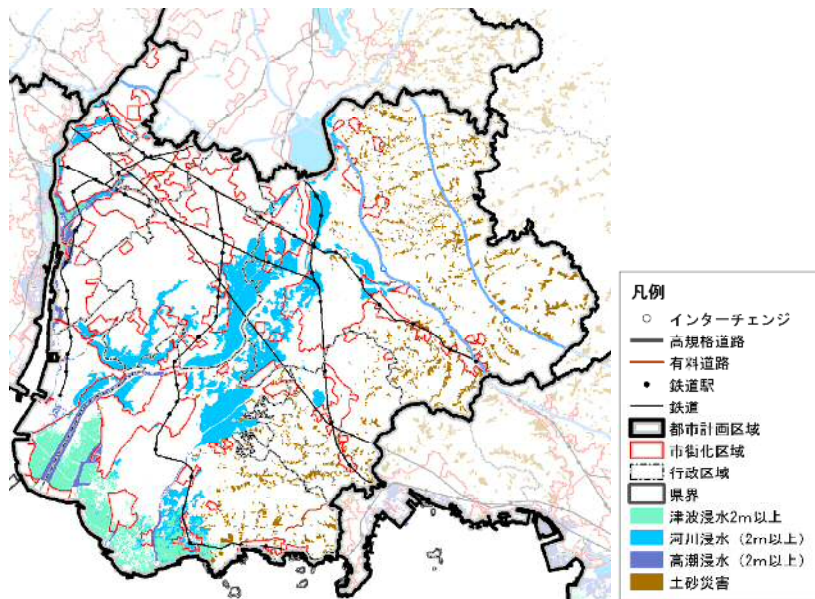 凡例
インターチェンジ
高規格道路
有料道路
鉄道駅
鉄道
都市計画区域
市街化区域
行政区域
県界
津波浸水2m以上
河川浸水（2m以上）
高潮浸水（2m以上）
土砂災害